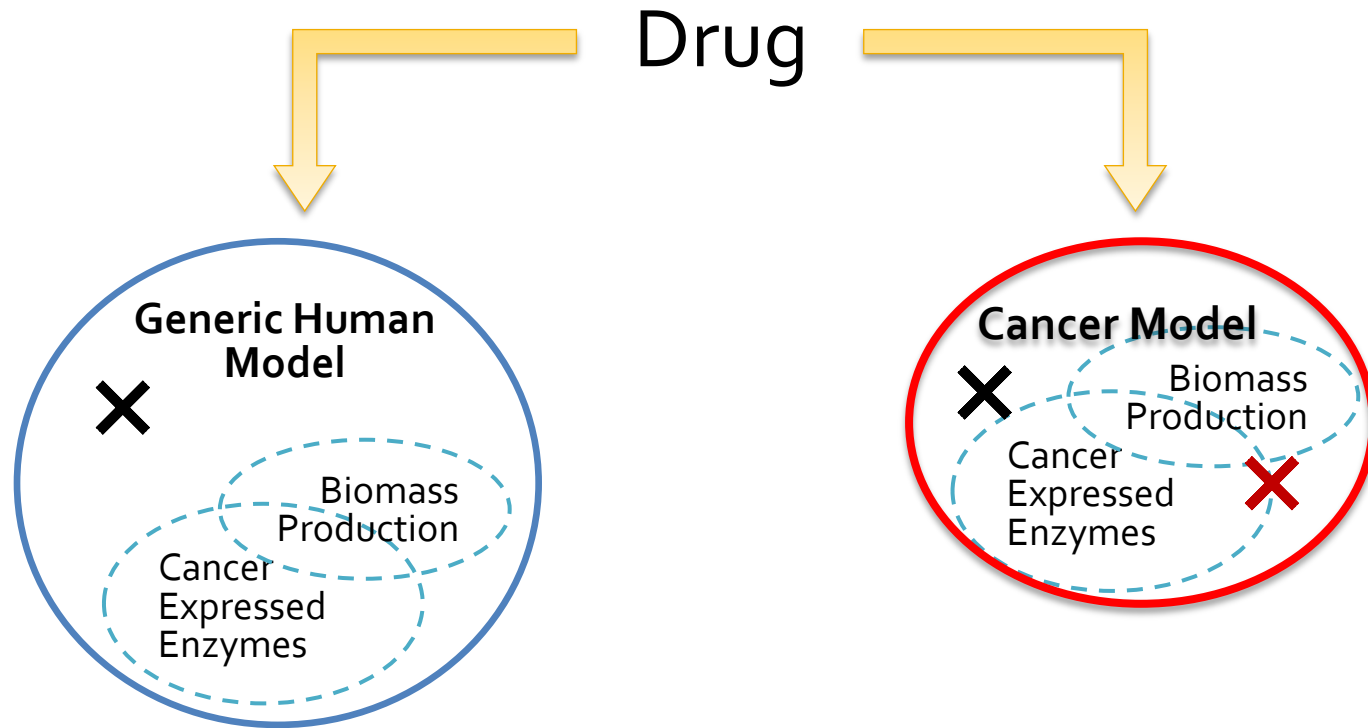 Drug
Generic Human
Model
Biomass
Production
Cancer
Expressed
Enzymes
Cancer Model
Biomass
Production
Cancer
Expressed
Enzymes